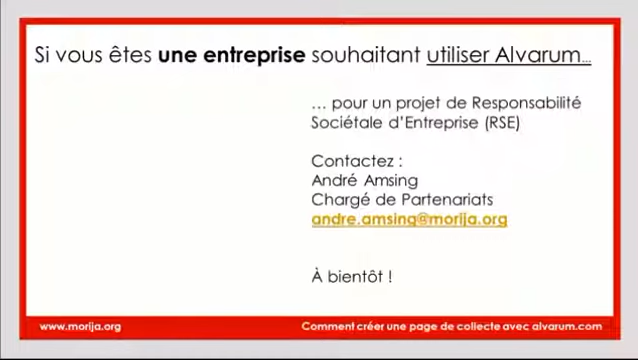 Si vous êtes une entreprise souhaitant utiliser Alvarum...
... pour un projet de Responsabilité
Sociétale d'Entreprise (RSE)
Contactez :
André Amsing
Chargé de Partenariats
andre.amsing@morija.org
À bientôt !
www.morija.org
Comment créer une page de collecte avec alvarum.com